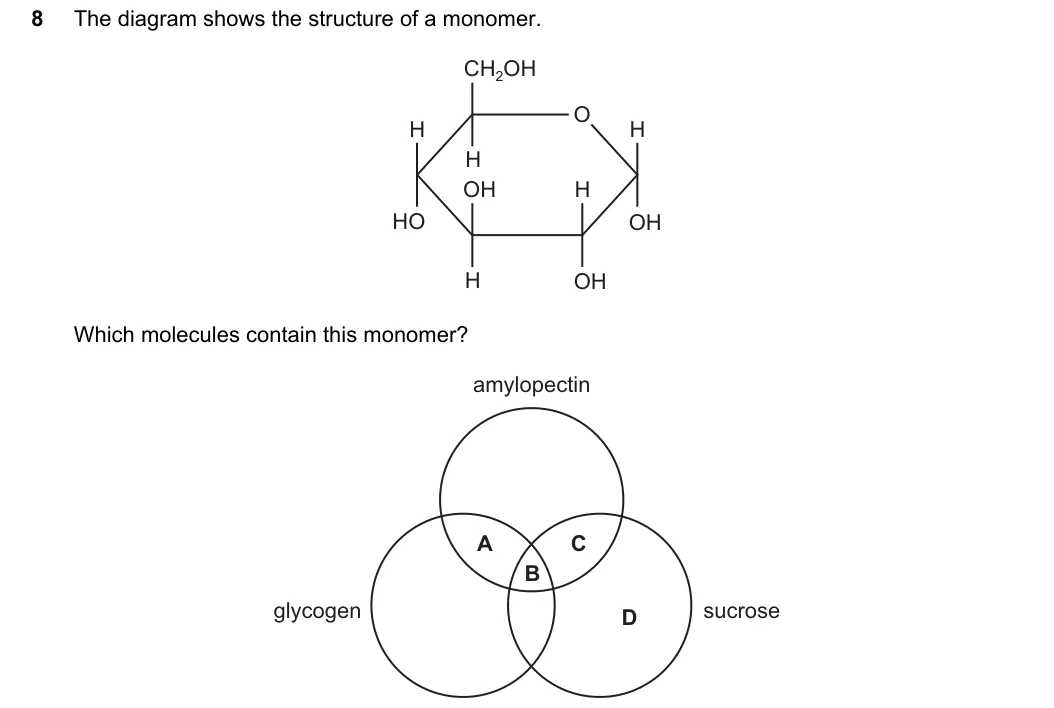 8 The diagram shows the structure of a monomer.
CH₂OH
O
H
H
H
OH
H
HO
OH
H
OH
Which molecules contain this monomer?
amylopectin
A
C
B
glycogen
D
sucrose